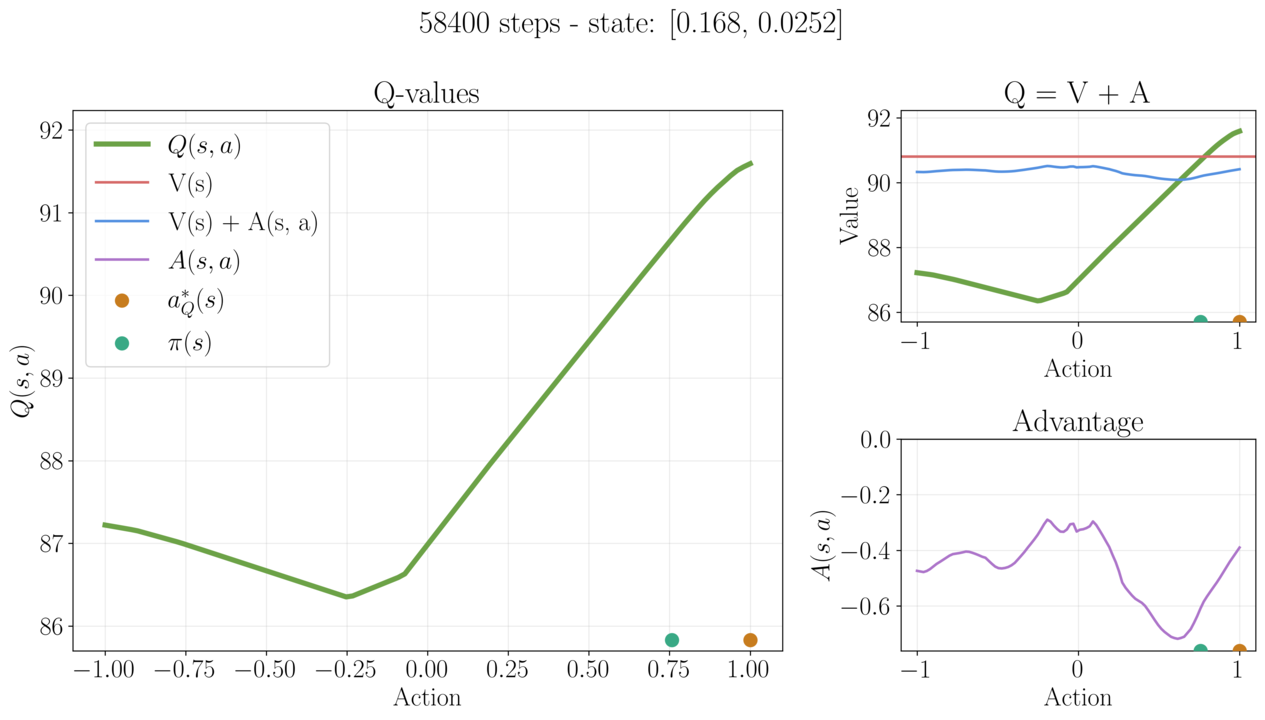 58400 steps - state: [0.168, 0.0252]
Q-values
92
91
90
89
88
87
86
Q(s, a)
Q(s, a)
V(s)
V(s) + A(s, a)
A(s, a)
a*Q(s)
π(s)
−1.00
−0.75
−0.50
−0.25
0.00
0.25
0.50
0.75
1.00
Action
Q = V + A
92
90
88
86
Value
−1
0
1
Action
Advantage
0.0
−0.2
−0.4
−0.6
A(s, a)
−1
0
1
Action